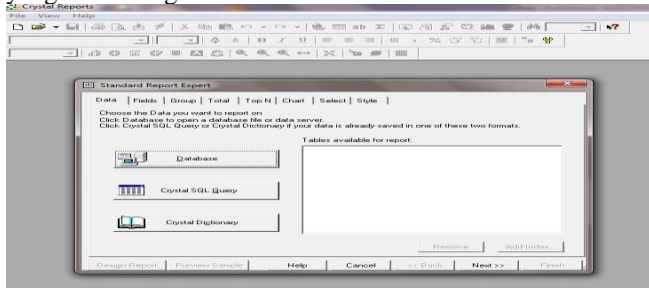 Crystal Reports
File View Help
Standard Report Expert
Data Fields Group Total Top N Chart Select Style
Choose the Data you want to report on
Click Database to open a database file or data server.
Click Crystal SQL Query or Crystal Dictionary if your data is already saved in one of these two formats.
Tables available for report:
Database
Crystal SQL Query
Crystal Dictionary
Remove Add Index...
Design Report Preview Sample Help Cancel << Back Next >> Finish